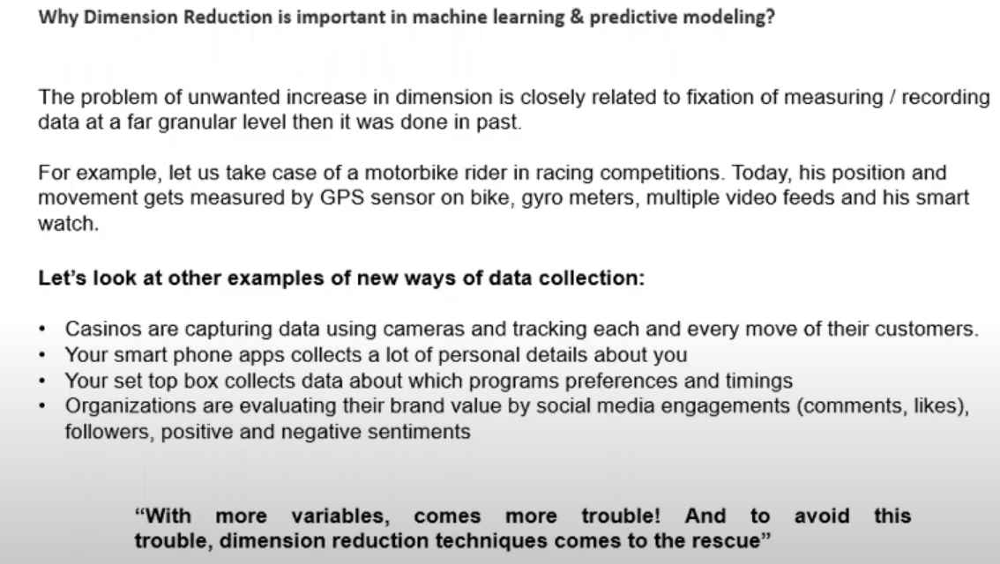 Why Dimension Reduction is important in machine learning & predictive modeling?
The problem of unwanted increase in dimension is closely related to fixation of measuring / recording
data at a far granular level then it was done in past.
For example, let us take case of a motorbike rider in racing competitions. Today, his position and
movement gets measured by GPS sensor on bike, gyro meters, multiple video feeds and his smart
watch.
Let's look at other examples of new ways of data collection:
• Casinos are capturing data using cameras and tracking each and every move of their customers.
• Your smart phone apps collects a lot of personal details about you
• Your set top box collects data about which programs preferences and timings
• Organizations are evaluating their brand value by social media engagements (comments, likes),
followers, positive and negative sentiments
“With more variables, comes more trouble! And to avoid this
trouble, dimension reduction techniques comes to the rescue”